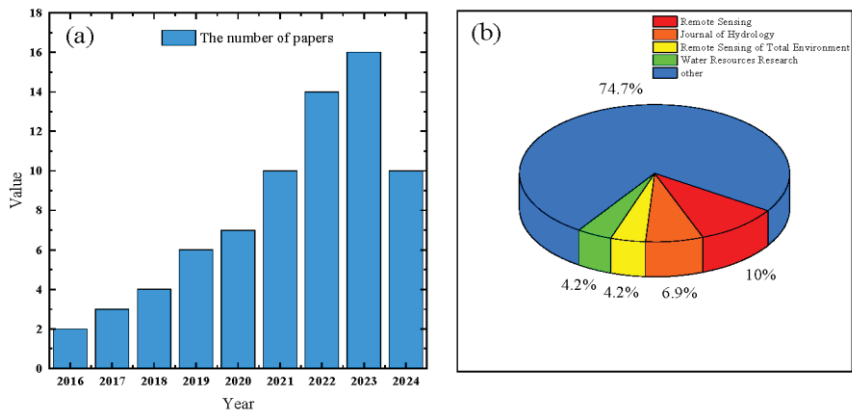 (a)
The number of papers
Value
18
16
14
12
10
8
6
4
2
0
2016 2017 2018 2019 2020 2021 2022 2023 2024
Year
(b)
Remote Sensing
Journal of Hydrology
Remote Sensing of Total Environment
Water Resources Research
other
74.7%
4.2%
4.2%
6.9%
10%